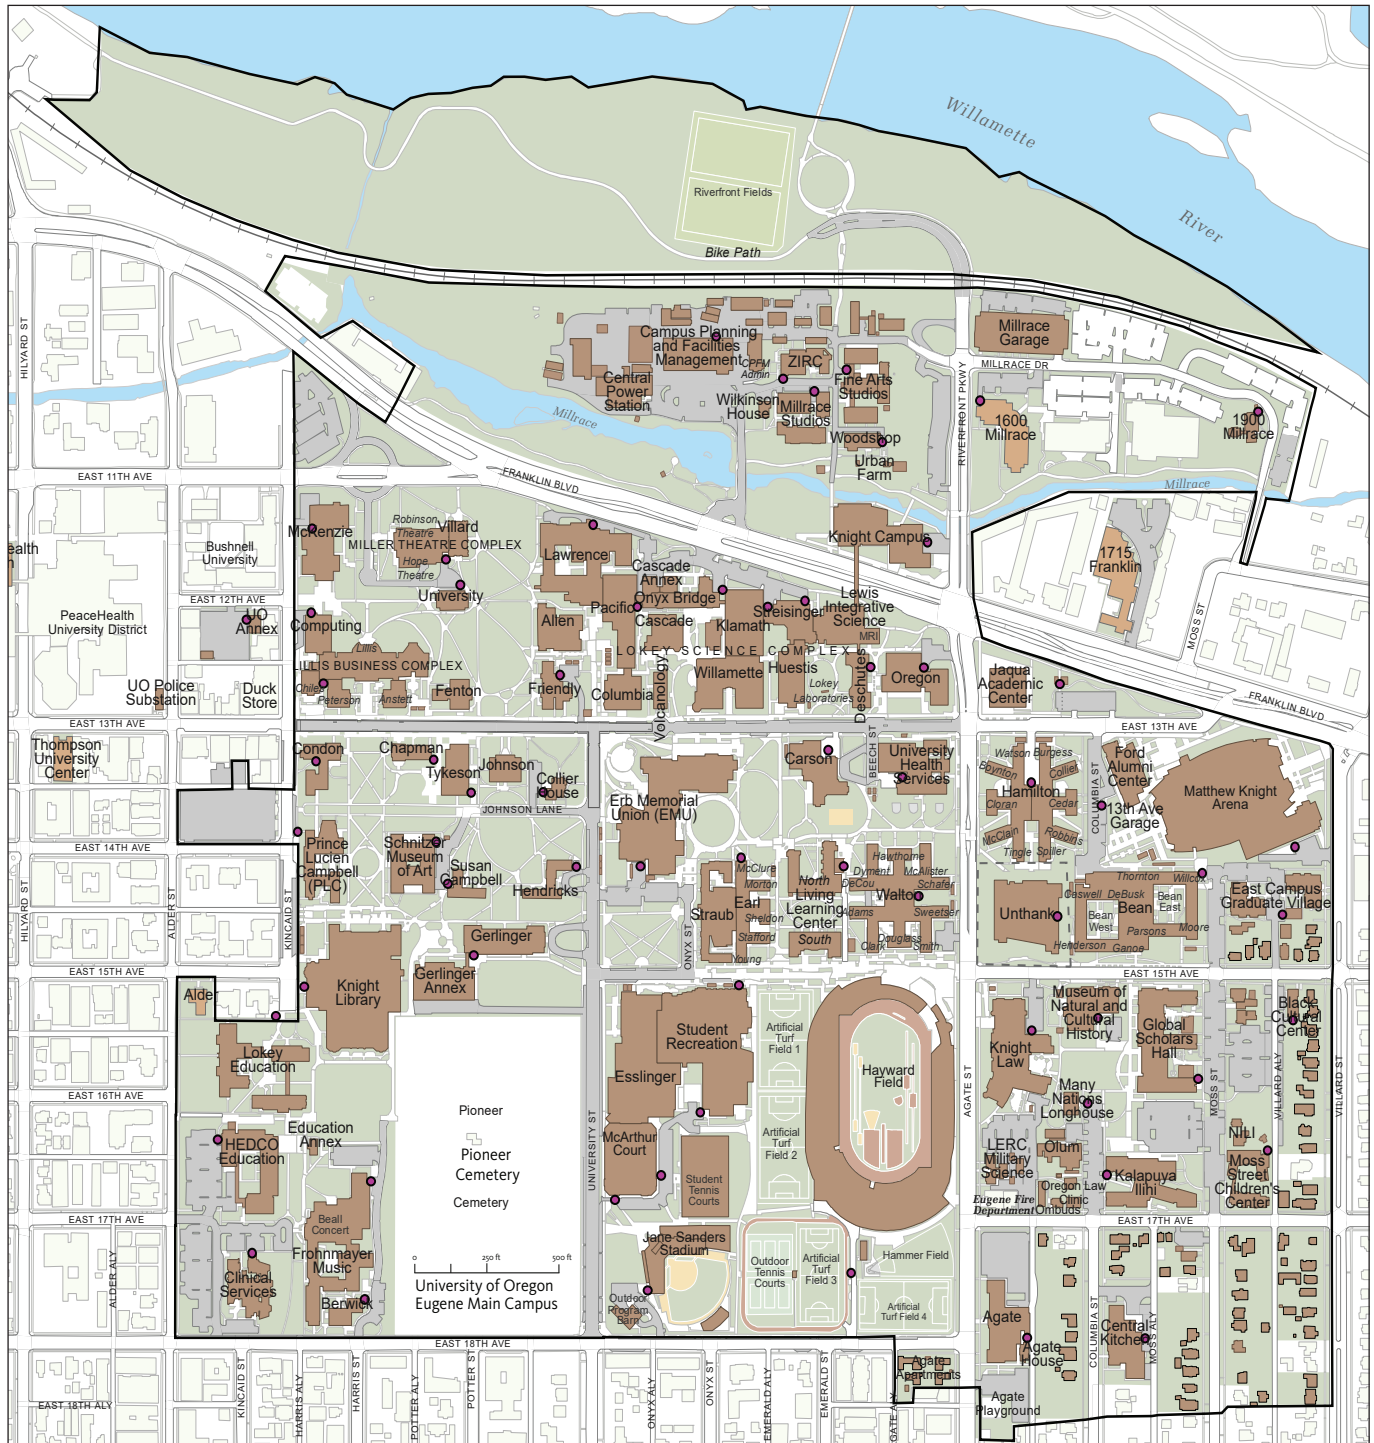 Willamette
River
Riverfront Fields
Bike Path
HILYARD ST
Campus Planning
and Facilities
Management
CPFM
Admin
ZIRC
Central
Power
Station
Wilkinson
House
Millrace
Studios
Fine Arts
Studios
Woodshop
Urban
Farm
Millrace
Garage
MILLRACE DR
RIVERFRONT PKWY
1600
Millrace
1900
Millrace
Millrace
Millrace
EAST 11TH AVE
FRANKLIN BLVD
McKenzie
Robinson
Theatre
Villard
MILLER THEATRE COMPLEX
Hope
Theatre
University
Bushnell
University
ealth
n
PeaceHealth
University District
EAST 12TH AVE
UO
Annex
Computing
Lillis
LILLIS BUSINESS COMPLEX
Chiles
Peterson
Anstett
Fenton
UO Police
Substation
Duck
Store
Lawrence
Cascade
Annex
Onyx Bridge
Pacific
Allen
Cascade
Klamath
Streisinger
Lewis
Integrative
Science
MRI
LOKEY SCIENCE COMPLEX
Willamette
Huestis
Lokey
Laboratories
Deschutes
Oregon
Friendly
Columbia
Volcanology
Knight Campus
1715
Franklin
MOSS ST
Jaqua
Academic
Center
FRANKLIN BLVD
EAST 13TH AVE
EAST 13TH AVE
Thompson
University
Center
Condon
Chapman
Tykeson
Johnson
Collier
House
JOHNSON LANE
Erb Memorial
Union (EMU)
Carson
BEECH ST
University
Health
Services
Watson
Burgess
Boynton
Collier
Hamilton
Cloran
Cedar
McClain
Robbins
Tingle
Spiller
COLUMBIA ST
Ford
Alumni
Center
13th Ave
Garage
Matthew Knight
Arena
EAST 14TH AVE
Prince
Lucien
Campbell
(PLC)
Schnitzer
Museum
of Art
Susan
Campbell
Hendricks
HILYARD ST
ALDER ST
KINCAID ST
McClure
Morton
Earl
Straub
Sheldon
Stafford
Young
ONYX ST
North
Living
Learning
Center
South
Hawthorne
Dyment
McAlister
DeCou
Schafer
Walton
Adams
Sweetser
Douglass
Clark
Smith
Unthank
Thornton
Willcox
Caswell
DeBusk
Bean
Bean
East
Bean
West
Parsons
Moore
Henderson
Ganoe
East Campus
Graduate Village
Gerlinger
Gerlinger
Annex
EAST 15TH AVE
EAST 15TH AVE
Alder
Knight
Library
Lokey
Education
Student
Recreation
Esslinger
Artificial
Turf
Field 1
Hayward
Field
AGATE ST
Knight
Law
Museum of
Natural and
Cultural
History
Global
Scholars
Hall
Black
Cultural
Center
Many
Nations
Longhouse
MOSS ST
VILLARD ALY
VILLARD ST
EAST 16TH AVE
Education
Annex
HEDCO
Education
Pioneer
Pioneer
Cemetery
Cemetery
UNIVERSITY ST
McArthur
Court
Artificial
Turf
Field 2
Student
Tennis
Courts
LERC
Military
Science
Olum
Oregon Law
Clinic
Ombuds
Eugene Fire
Department
Kalapuya
Ilihi
NILI
Moss
Street
Children's
Center
EAST 17TH AVE
EAST 17TH AVE
Beall
Concert
Frohnmayer
Music
Clinical
Services
Berwick
0
250 ft
500 ft
University of Oregon
Eugene Main Campus
Jane Sanders
Stadium
Outdoor
Program
Barn
Outdoor
Tennis
Courts
Artificial
Turf
Field 3
Hammer Field
Artificial
Turf Field 4
Agate
Agate
House
Central
Kitchen
COLUMBIA ST
MOSS ALY
ALDER ALY
EAST 18TH AVE
Agate
Apartments
Agate
Playground
EAST 18TH ALY
KINCAID ST
HARRIS ALY
HARRIS ST
POTTER ALY
POTTER ST
ONYX ALY
ONYX ST
EMERALD ALY
EMERALD ST
AGATE ALY